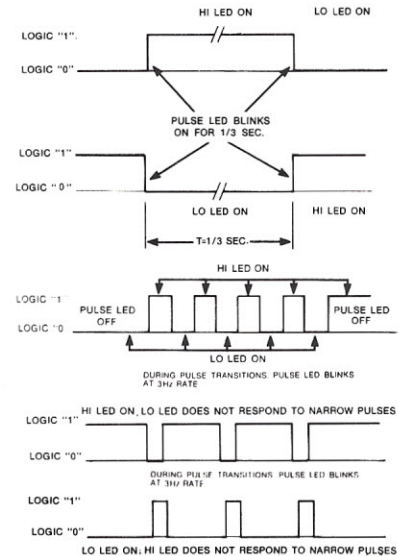 HI LED ON LO LED ON
LOGIC "1".
LOGIC "0"
PULSE LED BLINKS
ON FOR 1/3 SEC.
LOGIC "1"
LOGIC "0"
LO LED ON HI LED ON
T=1/3 SEC.
HI LED ON
LOGIC "1
PULSE LED
OFF
PULSE LED
OFF
LOGIC "0
LO LED ON
DURING PULSE TRANSITIONS, PULSE LED BLINKS
AT 3Hz RATE
HI LED ON, LO LED DOES NOT RESPOND TO NARROW PULSES
LOGIC "1"
LOGIC "0"
DURING PULSE TRANSITIONS PULSE LED BLINKS
AT 3Hz RATE
LOGIC "1"
LOGIC "0"
LO LED ON; HI LED DOES NOT RESPOND TO NARROW PULSES